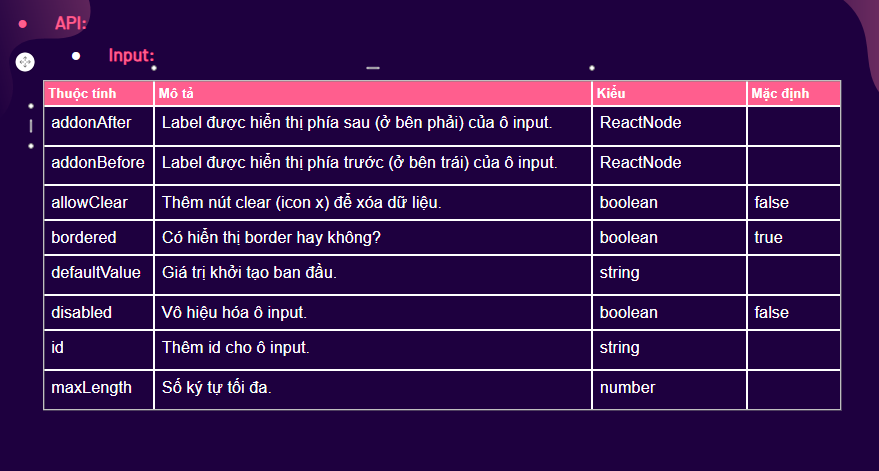 API:
Input:
Thuộc tính Mô tả Kiểu Mặc định
addonAfter Label được hiển thị phía sau (ở bên phải) của ô input. ReactNode
addonBefore Label được hiển thị phía trước (ở bên trái) của ô input. ReactNode
allowClear Thêm nút clear (icon x) để xóa dữ liệu. boolean false
bordered Có hiển thị border hay không? boolean true
defaultValue Giá trị khởi tạo ban đầu. string
disabled Vô hiệu hóa ô input. boolean false
id Thêm id cho ô input. string
maxLength Số ký tự tối đa. number